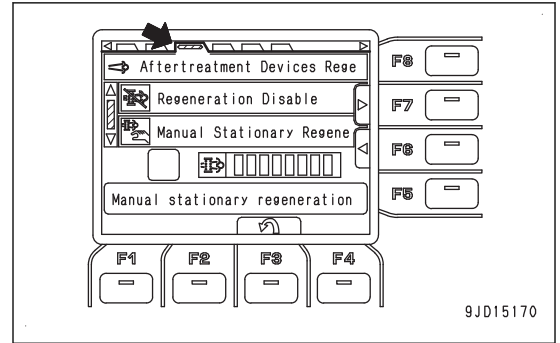 Aftertreatment Devices Rege
Regeneration Disable
Manual Stationary Regene
Manual stationary regeneration
F8
F7
F6
F5
F1 F2 F3 F4
9JD15170